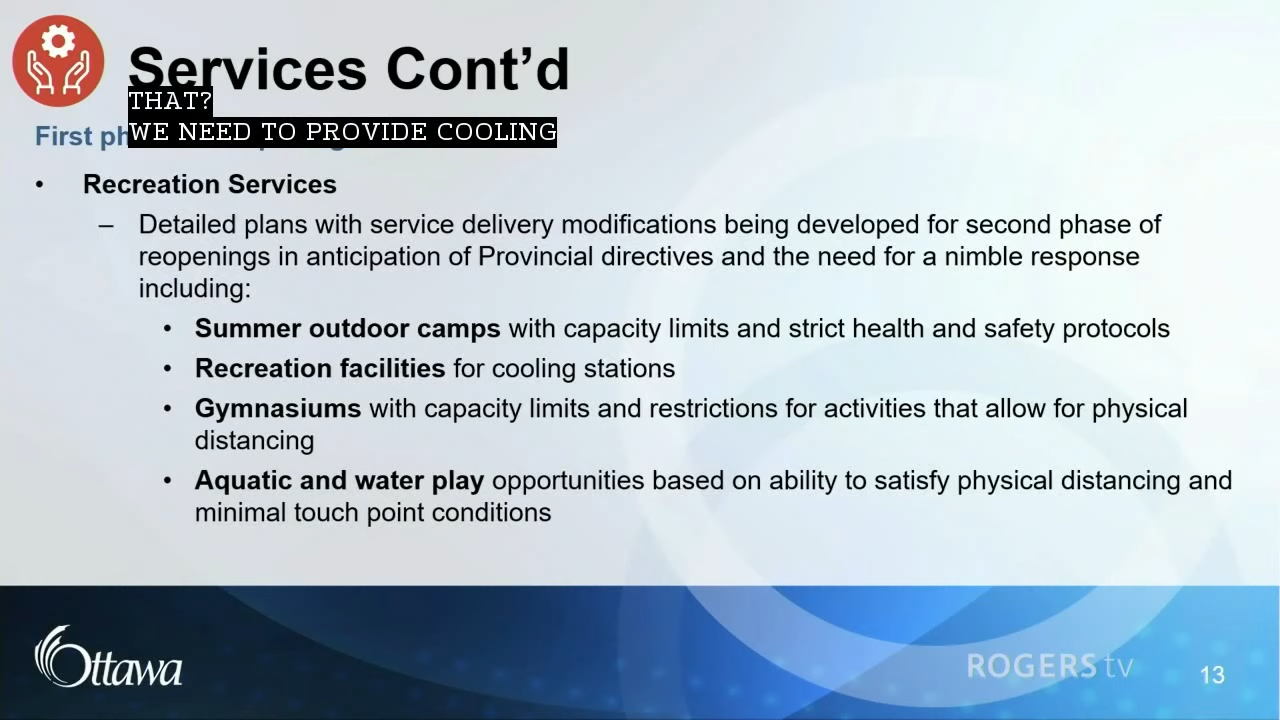 Services Cont’d
THAT?
WE NEED TO PROVIDE COOLING
First
• Recreation Services
– Detailed plans with service delivery modifications being developed for second phase of
reopenings in anticipation of Provincial directives and the need for a nimble response
including:
• Summer outdoor camps with capacity limits and strict health and safety protocols
• Recreation facilities for cooling stations
• Gymnasiums with capacity limits and restrictions for activities that allow for physical
distancing
• Aquatic and water play opportunities based on ability to satisfy physical distancing and
minimal touch point conditions
Ottawa
ROGERS tv
13